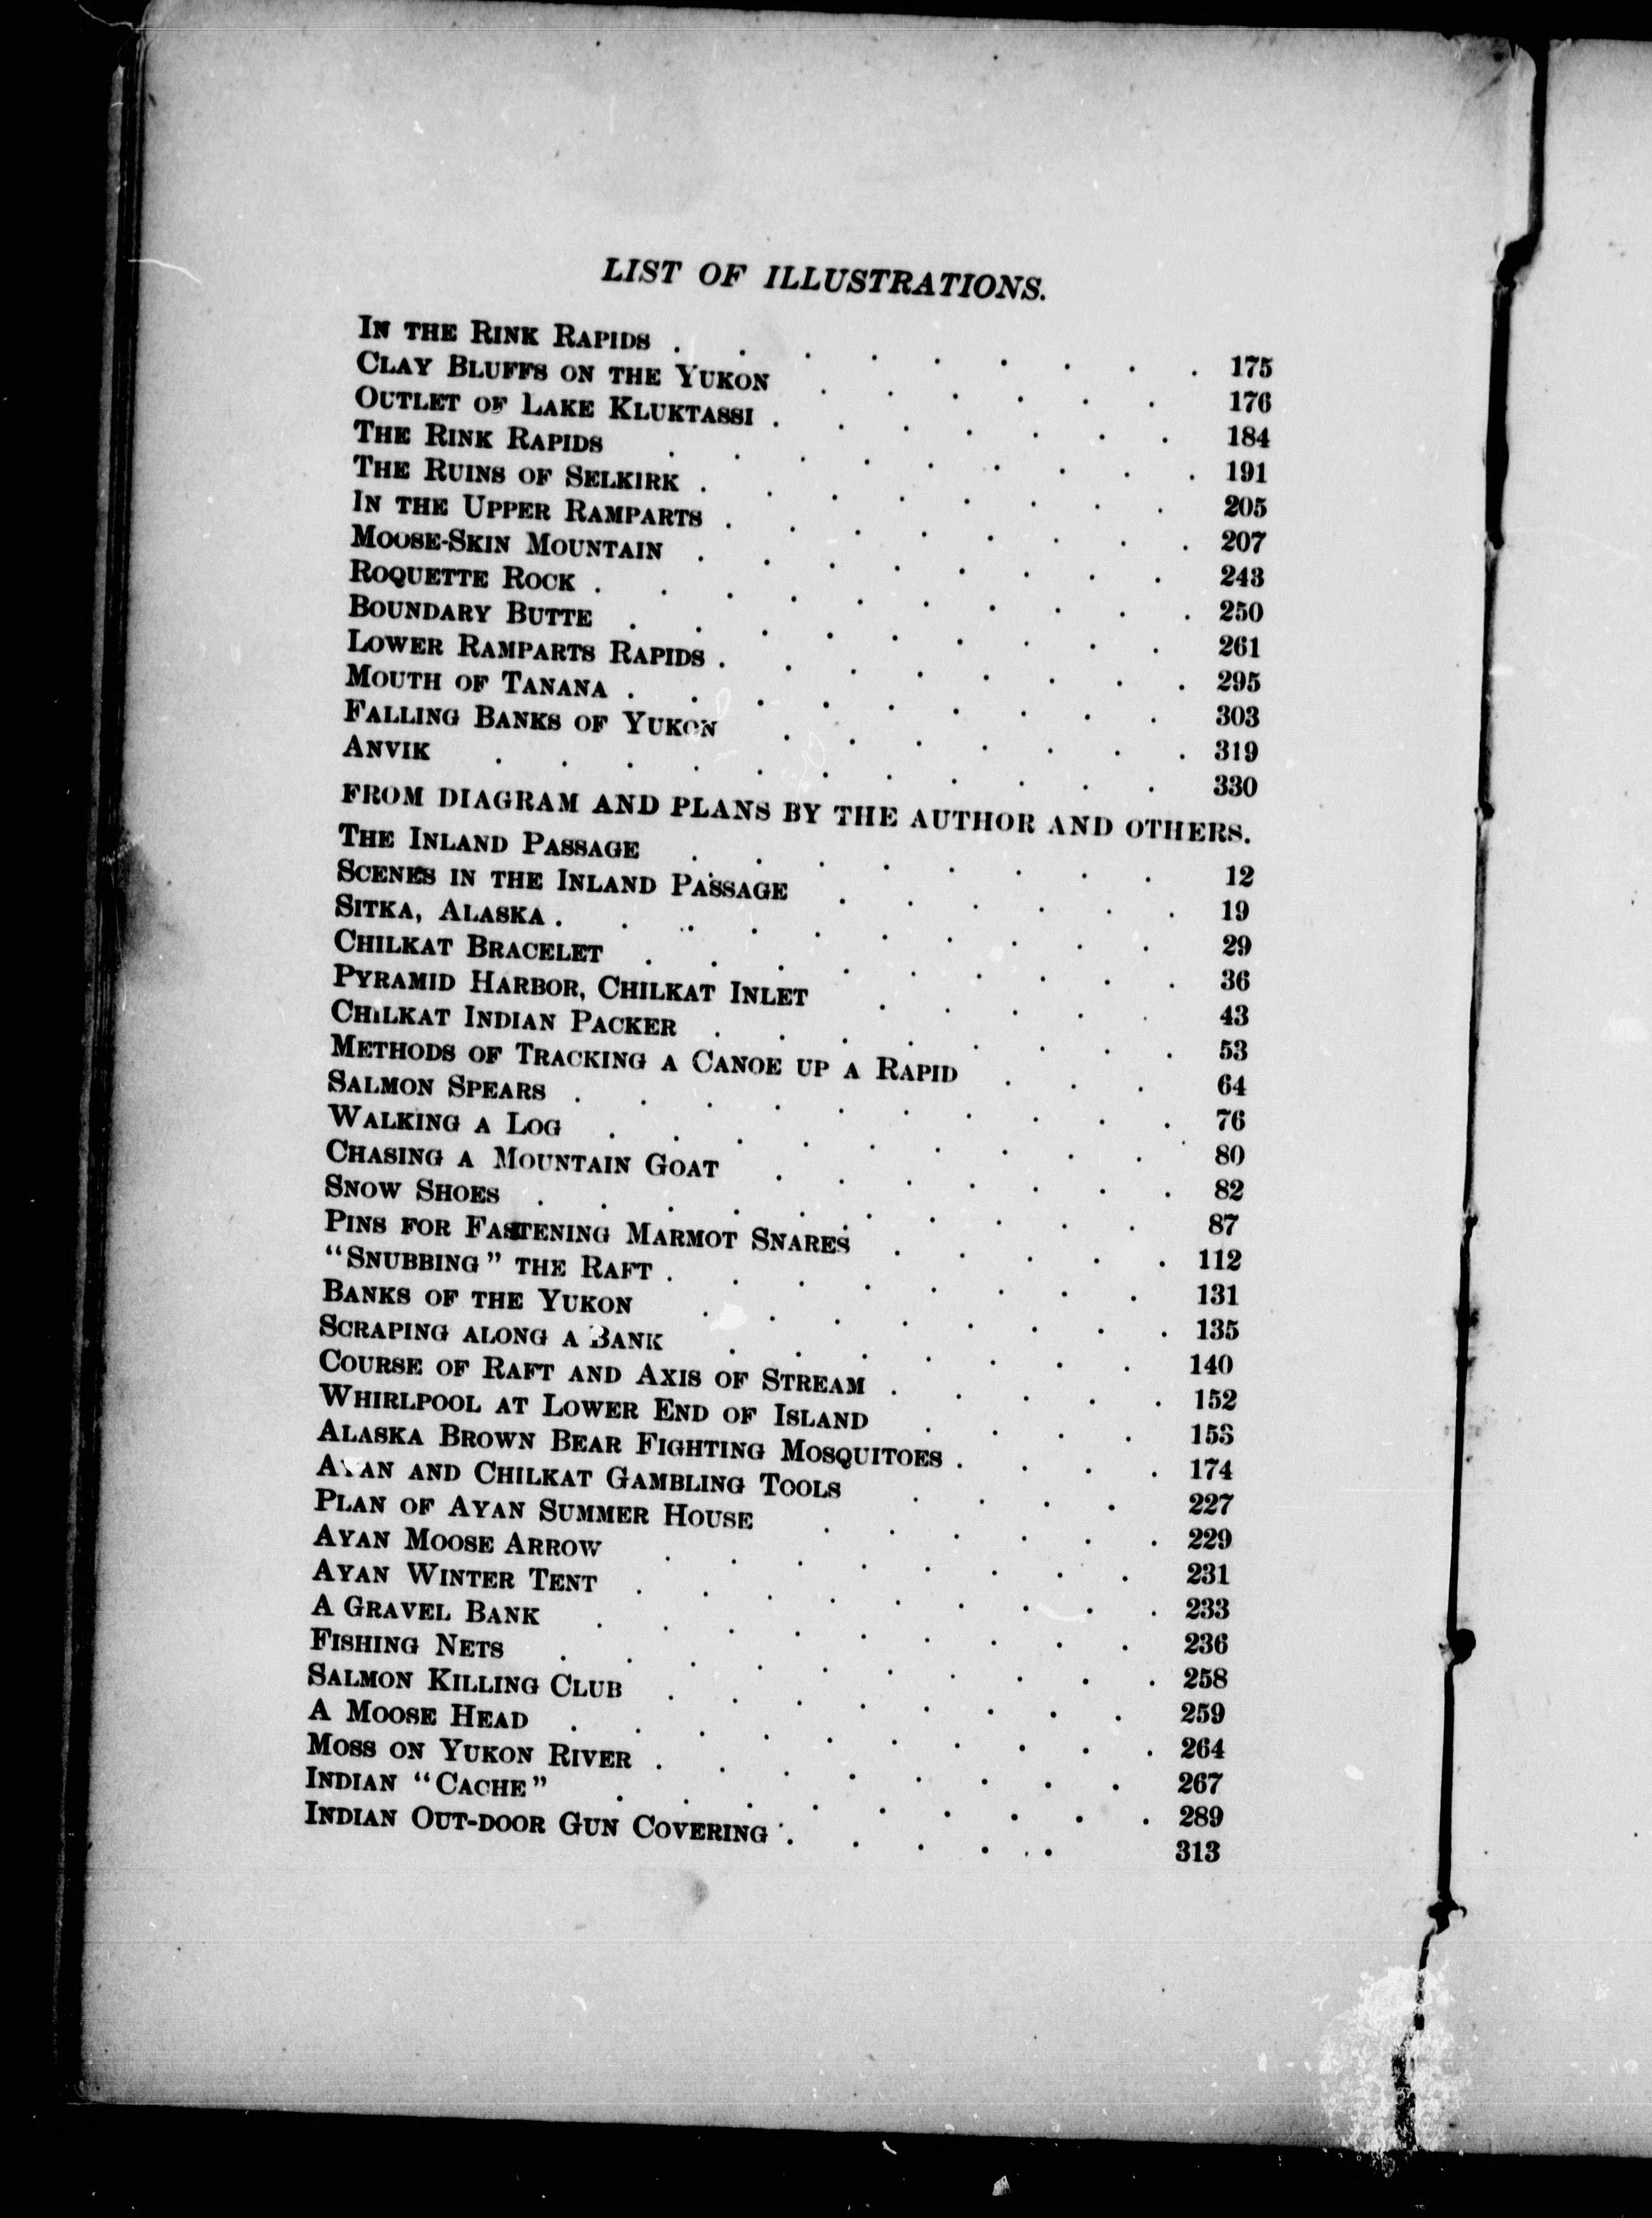 LIST OF ILLUSTRATIONS.
IN THE RINK RAPIDS . . . . . . . . . 175
CLAY BLUFFS ON THE YUKON . . . . . . 176
OUTLET OF LAKE KLUKTASSI . . . . . . . 184
THE RINK RAPIDS . . . . . . . . . 191
THE RUINS OF SELKIRK . . . . . . . . 205
IN THE UPPER RAMPARTS . . . . . . . . 207
MOOSE-SKIN MOUNTAIN . . . . . . . . 243
ROQUETTE ROCK . . . . . . . . . . 250
BOUNDARY BUTTE . . . . . . . . . 261
LOWER RAMPARTS RAPIDS . . . . . . . . 295
MOUTH OF TANANA . . . . . . . . . 303
FALLING BANKS OF YUKON . . . . . . . 319
ANVIK . . . . . . . . . . . 330
FROM DIAGRAM AND PLANS BY THE AUTHOR AND OTHERS.
THE INLAND PASSAGE . . . . . . . . 12
SCENES IN THE INLAND PASSAGE . . . . . . 19
SITKA, ALASKA . . . . . . . . . . 29
CHILKAT BRACELET . . . . . . . . . 36
PYRAMID HARBOR, CHILKAT INLET . . . . . 43
CHILKAT INDIAN PACKER . . . . . . . . 53
METHODS OF TRACKING A CANOE UP A RAPID . . . 64
SALMON SPEARS . . . . . . . . . . 76
WALKING A LOG . . . . . . . . . . 80
CHASING A MOUNTAIN GOAT . . . . . . . 82
SNOW SHOES . . . . . . . . . . 87
PINS FOR FASTENING MARMOT SNARES . . . . . 112
"SNUBBING" THE RAFT . . . . . . . . 131
BANKS OF THE YUKON . . . . . . . . 135
SCRAPING ALONG A BANK . . . . . . . 140
COURSE OF RAFT AND AXIS OF STREAM . . . . . 152
WHIRLPOOL AT LOWER END OF ISLAND . . . . 153
ALASKA BROWN BEAR FIGHTING MOSQUITOES . . . . 174
AYAN AND CHILKAT GAMBLING TOOLS . . . . 227
PLAN OF AYAN SUMMER HOUSE . . . . . . 229
AYAN MOOSE ARROW . . . . . . . . 231
AYAN WINTER TENT . . . . . . . . . 233
A GRAVEL BANK . . . . . . . . . 236
FISHING NETS . . . . . . . . . . 258
SALMON KILLING CLUB . . . . . . . . 259
A MOOSE HEAD . . . . . . . . . . 264
MOSS ON YUKON RIVER . . . . . . . . 267
INDIAN "CACHE" . . . . . . . . . 289
INDIAN OUT-DOOR GUN COVERING . . . . . 313